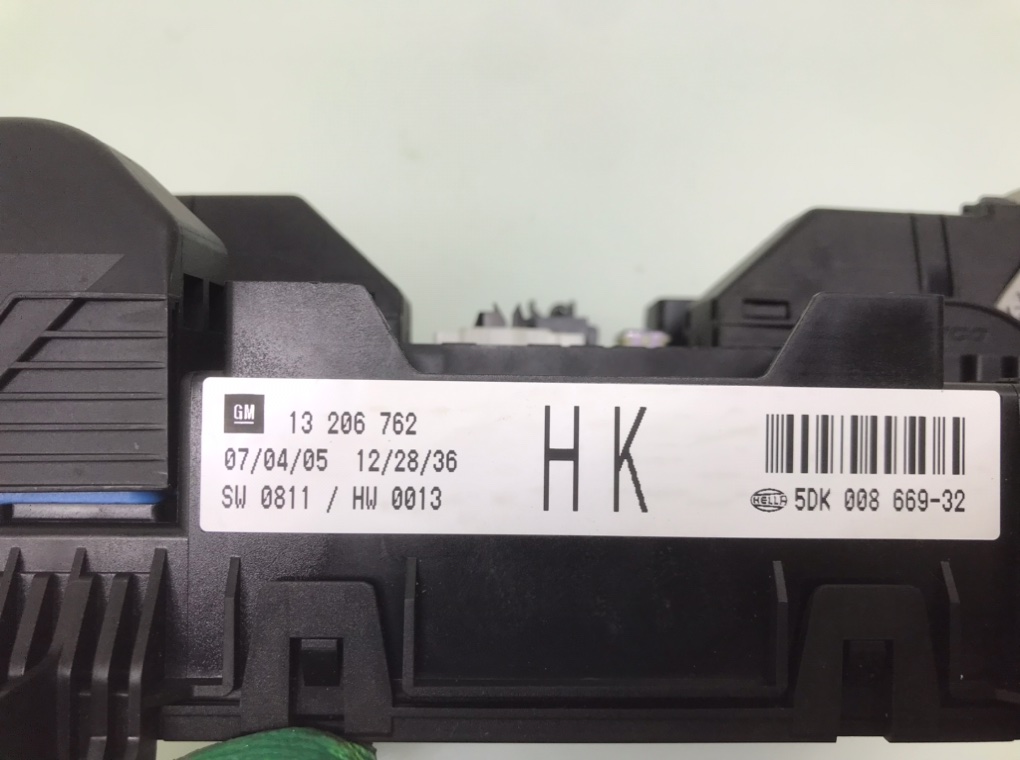 GM 13 206 762
07/04/05 12/28/36
SW 0811 / HW 0013
HK
HELLA 5DK 008 669-32